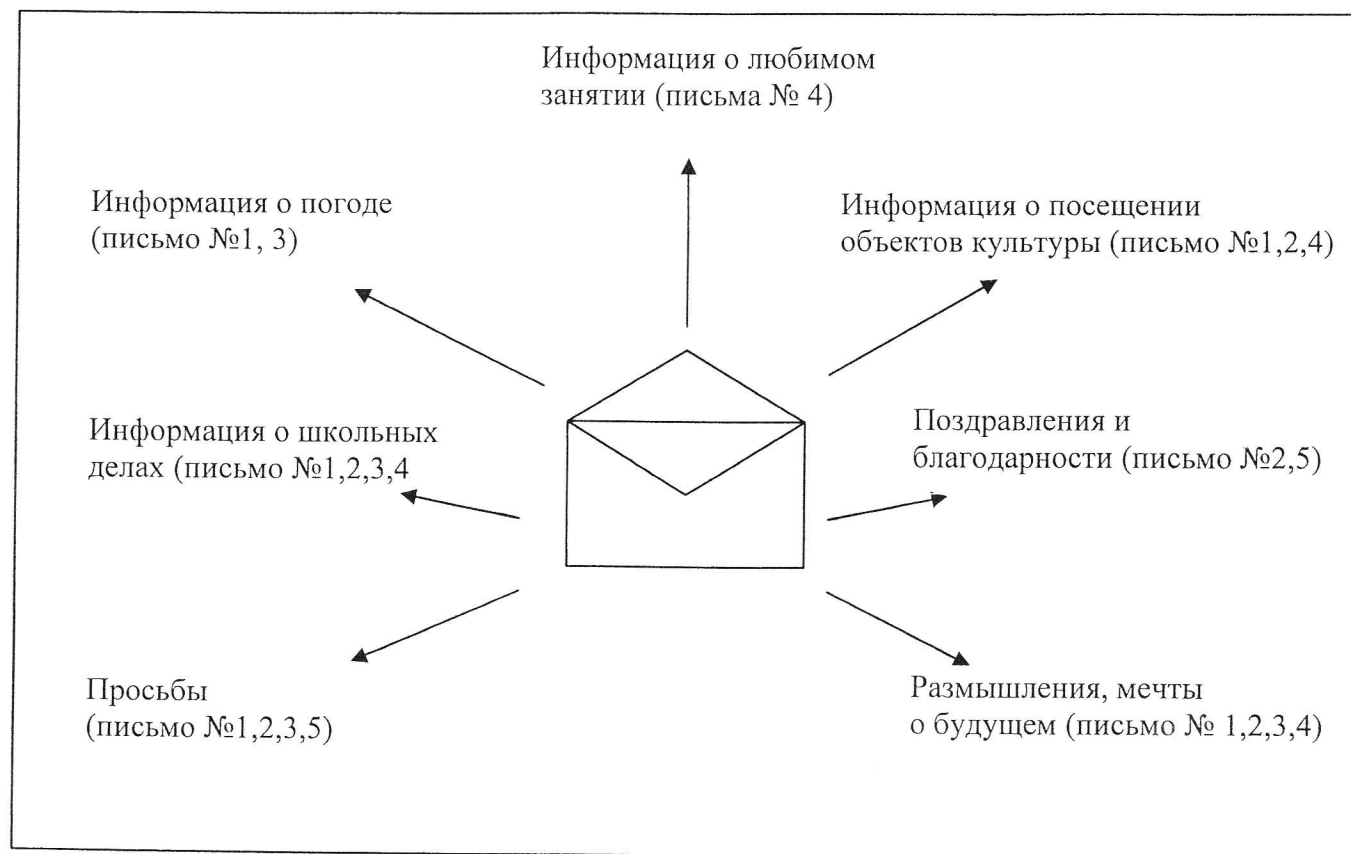 Информация о любимом
занятии (письма № 4)
Информация о погоде
(письмо №1, 3)
Информация о посещении
объектов культуры (письмо №1,2,4)
Информация о школьных
делах (письмо №1,2,3,4
Поздравления и
благодарности (письмо №2,5)
Просьбы
(письмо №1,2,3,5)
Размышления, мечты
о будущем (письмо № 1,2,3,4)